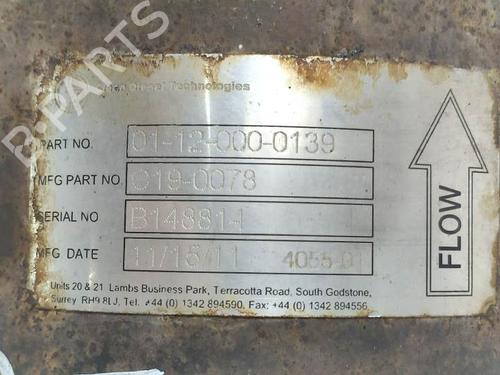 B-PARTS
Diesel Technologies
PART NO. 01-12-000-0139
MFG PART NO. 019-0078
SERIAL NO B148814
MFG DATE 11/16/11 4055-01
Units 20 & 21 Lambs Business Park, Terracotta Road, South Godstone,
Surrey RH9 8LJ, Tel. +44 (0) 1342 894590, Fax: +44 (0) 1342 894556
FLOW